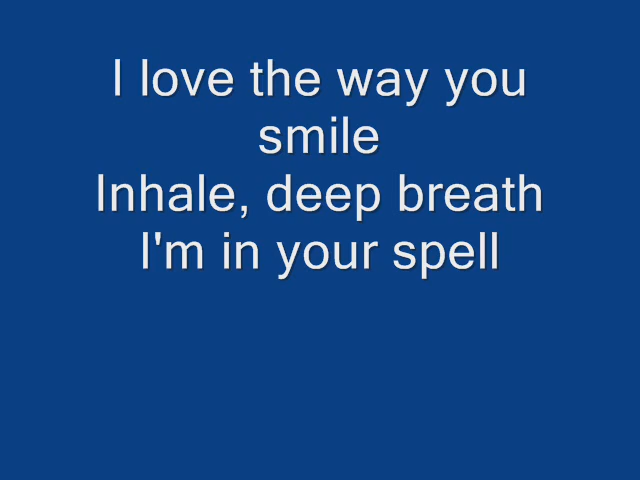 I love the way you
smile
Inhale, deep breath
I'm in your spell